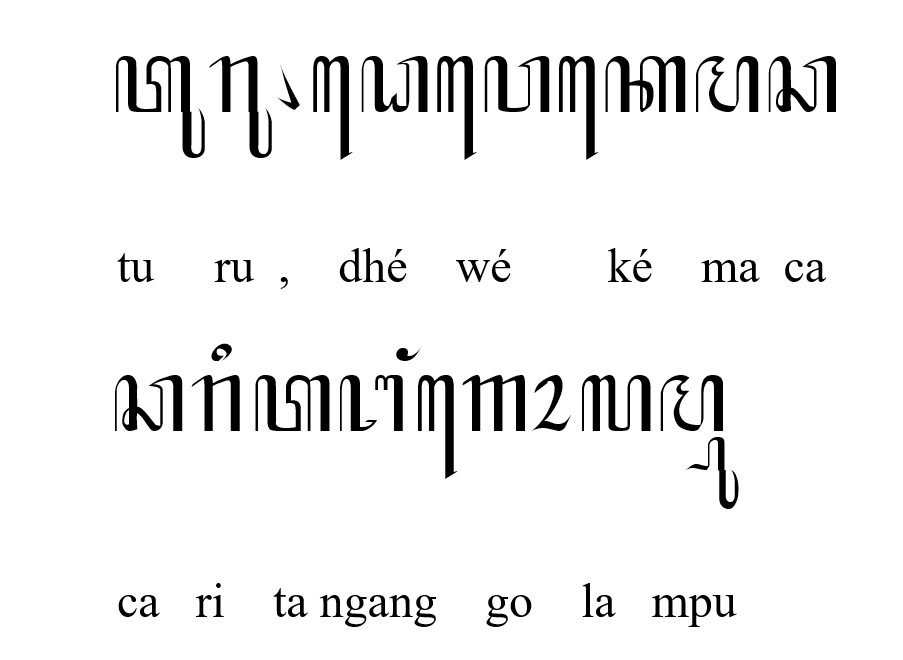 ꦠꦸꦫꦸ꧈ꦝꦺꦮꦺꦏꦺꦩꦕ
tu ru , dhé wé ké ma ca
ꦕꦫꦶꦠꦔꦁꦒꦺꦴꦭꦩ꧀ꦥꦸ
ca ri ta ngang go la mpu